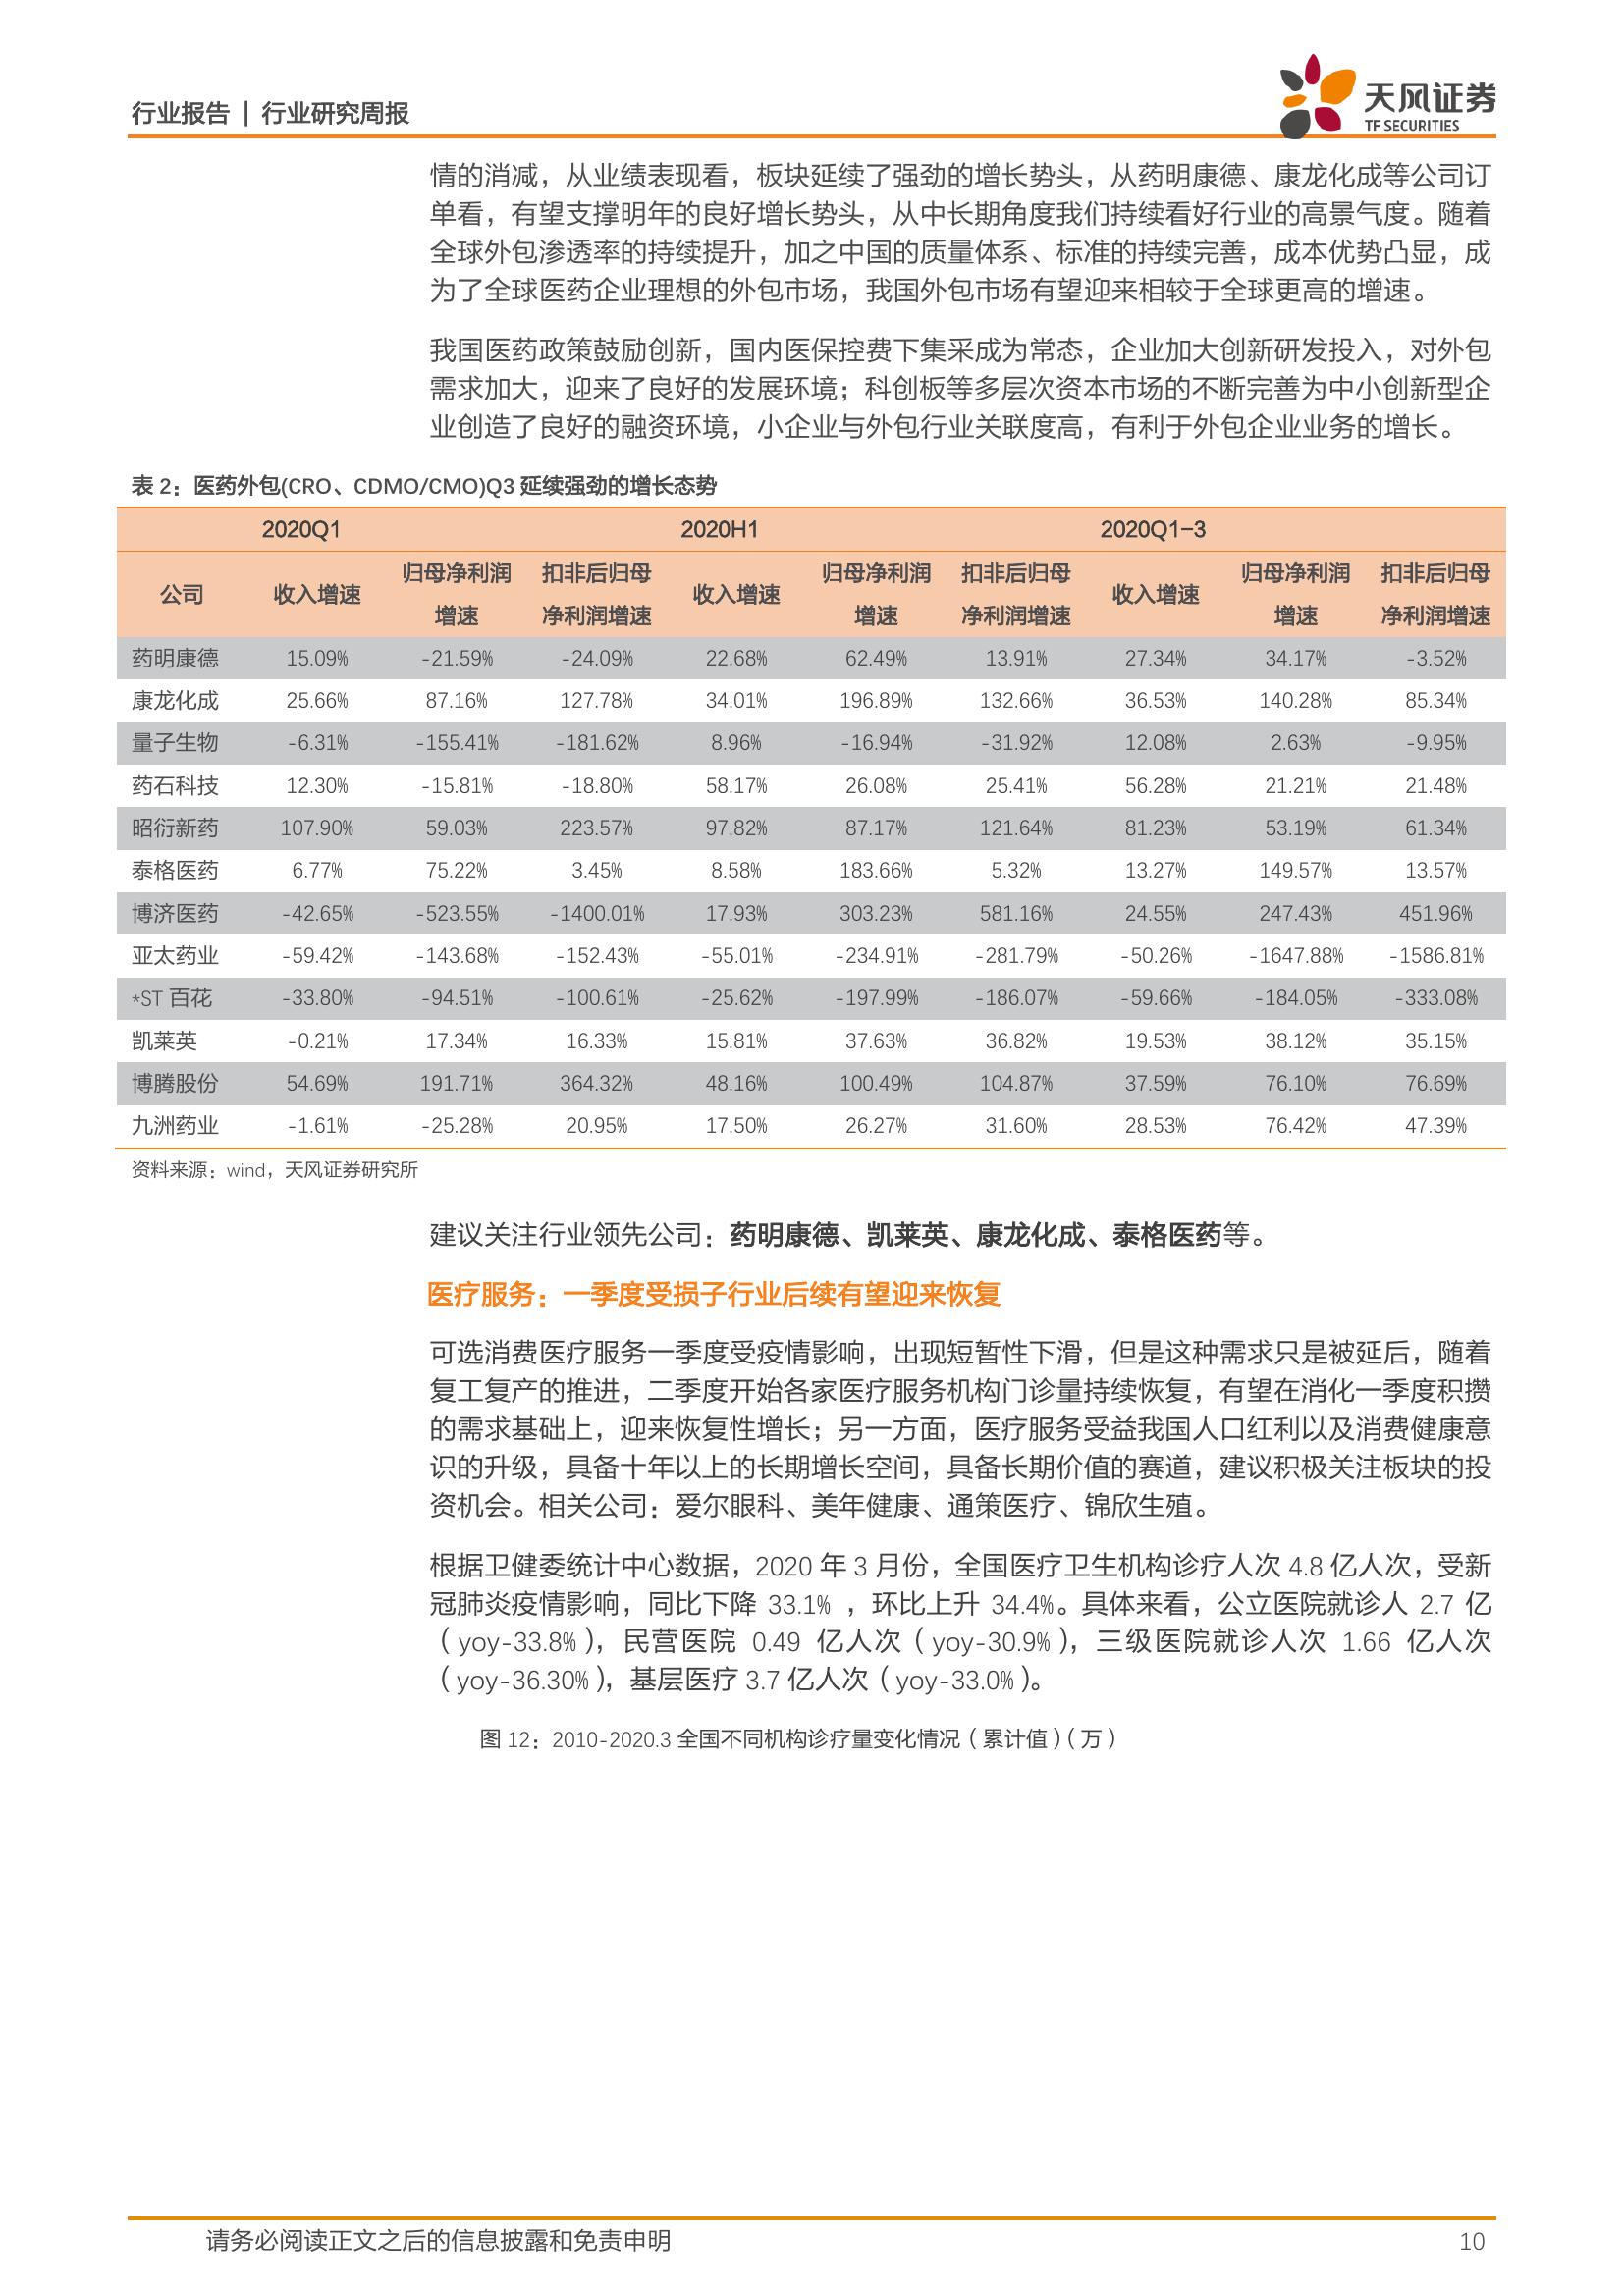 行业报告 | 行业研究周报
天风证券
TF SECURITIES
情的消减，从业绩表现看，板块延续了强劲的增长势头，从药明康德、康龙化成等公司订
单看，有望支撑明年的良好增长势头，从中长期角度我们持续看好行业的高景气度。随着
全球外包渗透率的持续提升，加之中国的质量体系、标准的持续完善，成本优势凸显，成
为了全球医药企业理想的外包市场，我国外包市场有望迎来相较于全球更高的增速。
我国医药政策鼓励创新，国内医保控费下集采成为常态，企业加大创新研发投入，对外包
需求加大，迎来了良好的发展环境；科创板等多层次资本市场的不断完善为中小创新型企
业创造了良好的融资环境，小企业与外包行业关联度高，有利于外包企业业务的增长。
表 2：医药外包(CRO、CDMO/CMO)Q3 延续强劲的增长态势
2020Q1 2020H1 2020Q1-3
公司 收入增速 归母净利润增速 扣非后归母净利润增速 收入增速 归母净利润增速 扣非后归母净利润增速 收入增速 归母净利润增速 扣非后归母净利润增速
药明康德 15.09% -21.59% -24.09% 22.68% 62.49% 13.91% 27.34% 34.17% -3.52%
康龙化成 25.66% 87.16% 127.78% 34.01% 196.89% 132.66% 36.53% 140.28% 85.34%
量子生物 -6.31% -155.41% -181.62% 8.96% -16.94% -31.92% 12.08% 2.63% -9.95%
药石科技 12.30% -15.81% -18.80% 58.17% 26.08% 25.41% 56.28% 21.21% 21.48%
昭衍新药 107.90% 59.03% 223.57% 97.82% 87.17% 121.64% 81.23% 53.19% 61.34%
泰格医药 6.77% 75.22% 3.45% 8.58% 183.66% 5.32% 13.27% 149.57% 13.57%
博济医药 -42.65% -523.55% -1400.01% 17.93% 303.23% 581.16% 24.55% 247.43% 451.96%
亚太药业 -59.42% -143.68% -152.43% -55.01% -234.91% -281.79% -50.26% -1647.88% -1586.81%
*ST 百花 -33.80% -94.51% -100.61% -25.62% -197.99% -186.07% -59.66% -184.05% -333.08%
凯莱英 -0.21% 17.34% 16.33% 15.81% 37.63% 36.82% 19.53% 38.12% 35.15%
博腾股份 54.69% 191.71% 364.32% 48.16% 100.49% 104.87% 37.59% 76.10% 76.69%
九洲药业 -1.61% -25.28% 20.95% 17.50% 26.27% 31.60% 28.53% 76.42% 47.39%
资料来源：wind，天风证券研究所
建议关注行业领先公司：药明康德、凯莱英、康龙化成、泰格医药等。
医疗服务：一季度受损子行业后续有望迎来恢复
可选消费医疗服务一季度受疫情影响，出现短暂性下滑，但是这种需求只是被延后，随着
复工复产的推进，二季度开始各家医疗服务机构门诊量持续恢复，有望在消化一季度积攒
的需求基础上，迎来恢复性增长；另一方面，医疗服务受益我国人口红利以及消费健康意
识的升级，具备十年以上的长期增长空间，具备长期价值的赛道，建议积极关注板块的投
资机会。相关公司：爱尔眼科、美年健康、通策医疗、锦欣生殖。
根据卫健委统计中心数据，2020 年 3 月份，全国医疗卫生机构诊疗人次 4.8 亿人次，受新
冠肺炎疫情影响，同比下降 33.1% ，环比上升 34.4%。具体来看，公立医院就诊人 2.7 亿
（yoy-33.8%），民营医院 0.49 亿人次（yoy-30.9%），三级医院就诊人次 1.66 亿人次
（yoy-36.30%），基层医疗 3.7 亿人次（yoy-33.0%）。
图 12：2010-2020.3 全国不同机构诊疗量变化情况（累计值）（万）
请务必阅读正文之后的信息披露和免责申明
10